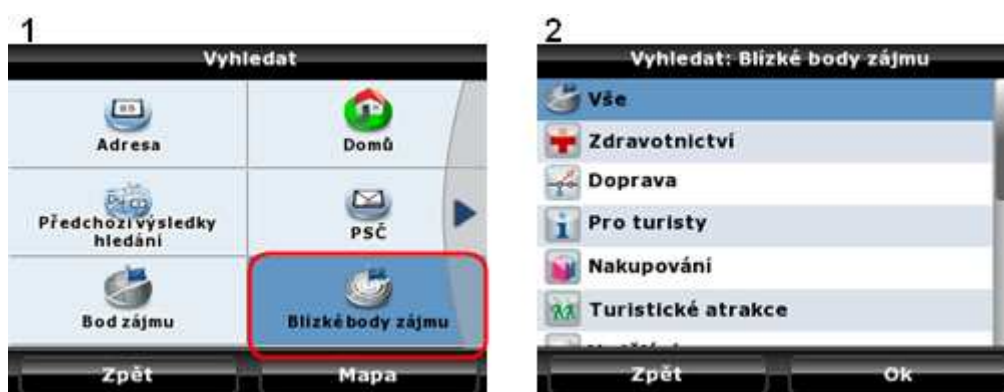 1
Vyhledat
Adresa
Domů
Předchozí výsledky
hledání
PSČ
Bod zájmu
Blízké body zájmu
Zpět
Mapa
2
Vyhledat: Blízké body zájmu
Vše
Zdravotnictví
Doprava
Pro turisty
Nakupování
Turistické atrakce
Zpět
Ok